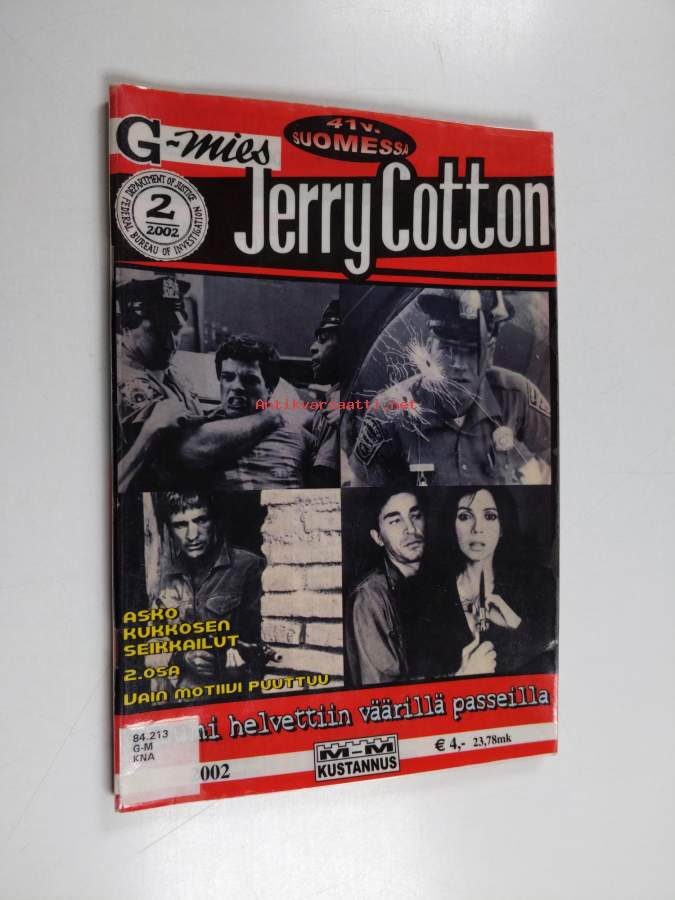 41v.
SUOMESSA
G-mies
Jerry Cotton
DEPARTMENT OF JUSTICE
FEDERAL BUREAU OF INVESTIGATION
2
2002
Antikvariaatti.net
ASKO
KUKKOSEN
SEIKKAILUT
2.OSA
VAIN MOTIIVI PUUTTUU
helvettiin väärillä passeilla
84.213
G-M
KNA
2002
M-M
KUSTANNUS
€ 4,- 23,78mk